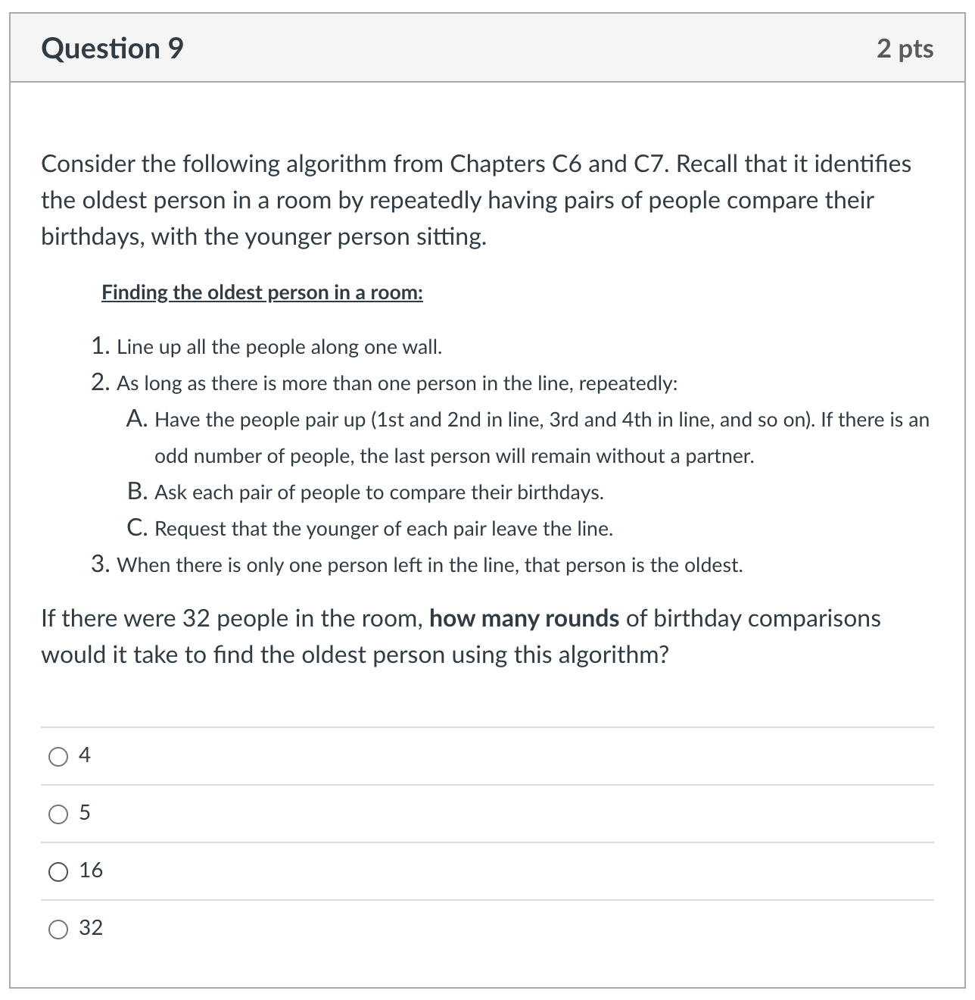 Question 9
2 pts
Consider the following algorithm from Chapters C6 and C7. Recall that it identifies
the oldest person in a room by repeatedly having pairs of people compare their
birthdays, with the younger person sitting.
Finding the oldest person in a room:
1. Line up all the people along one wall.
2. As long as there is more than one person in the line, repeatedly:
A. Have the people pair up (1st and 2nd in line, 3rd and 4th in line, and so on). If there is an
odd number of people, the last person will remain without a partner.
B. Ask each pair of people to compare their birthdays.
C. Request that the younger of each pair leave the line.
3. When there is only one person left in the line, that person is the oldest.
If there were 32 people in the room, how many rounds of birthday comparisons
would it take to find the oldest person using this algorithm?
4
5
16
32